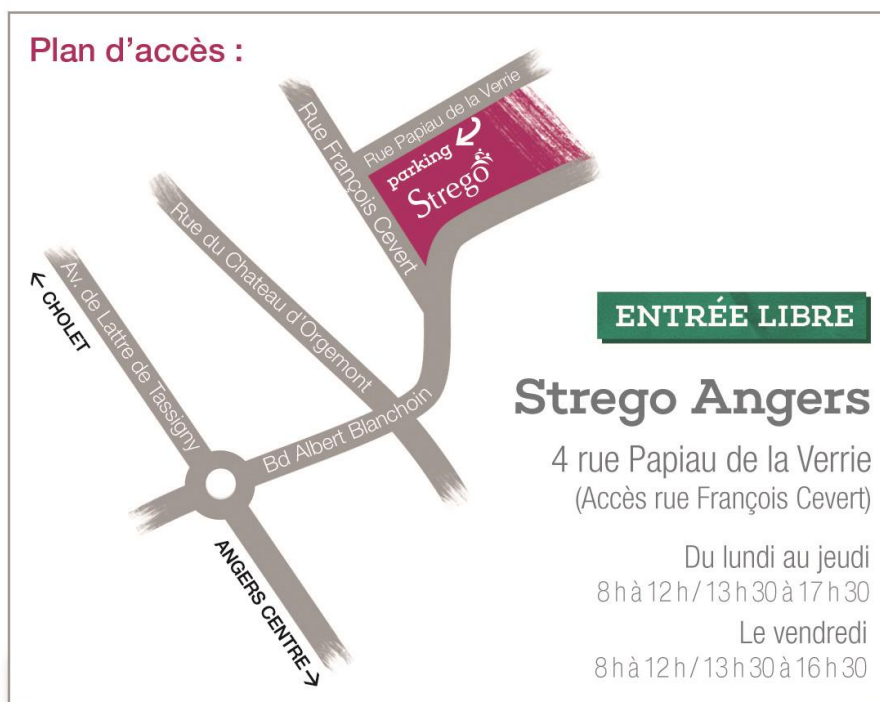 Plan d'accès :
Rue Papiau de la Verrie
Rue François Cevert
parking
Strego
Rue du Chateau d'Orgemont
Av. de Lattre de Tassigny
← CHOLET
Bd Albert Blanchoin
ANGERS CENTRE →
ENTRÉE LIBRE
Strego Angers
4 rue Papiau de la Verrie
(Accès rue François Cevert)
Du lundi au jeudi
8 h à 12 h / 13 h 30 à 17 h 30
Le vendredi
8 h à 12 h / 13 h 30 à 16 h 30